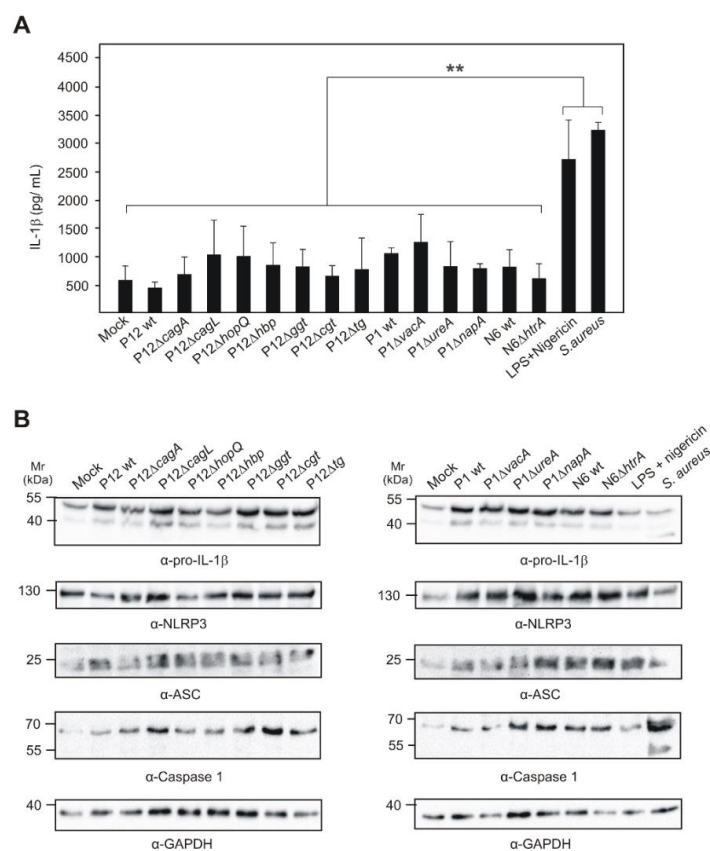 A
4500
4000
3500
3000
2500
2000
1500
1000
500
IL-1β (pg/ mL)
**
Mock
P12 wt
P12ΔcagA
P12ΔcagL
P12ΔhopQ
P12Δhbp
P12Δggt
P12Δcgt
P12Δtg
P1 wt
P1ΔvacA
P1ΔureA
P1ΔnapA
N6 wt
N6ΔhtrA
LPS+Nigericin
S.aureus
B
Mr
(kDa)
Mock
P12 wt
P12ΔcagA
P12ΔcagL
P12ΔhopQ
P12Δhbp
P12Δggt
P12Δcgt
P12Δtg
55
40
α-pro-IL-1β
130
α-NLRP3
25
α-ASC
70
55
α-Caspase 1
40
α-GAPDH
Mr
(kDa)
Mock
P1 wt
P1ΔvacA
P1ΔureA
P1ΔnapA
N6 wt
N6ΔhtrA
LPS + nigericin
S. aureus
55
40
α-pro-IL-1β
130
α-NLRP3
25
α-ASC
70
55
α-Caspase 1
40
α-GAPDH